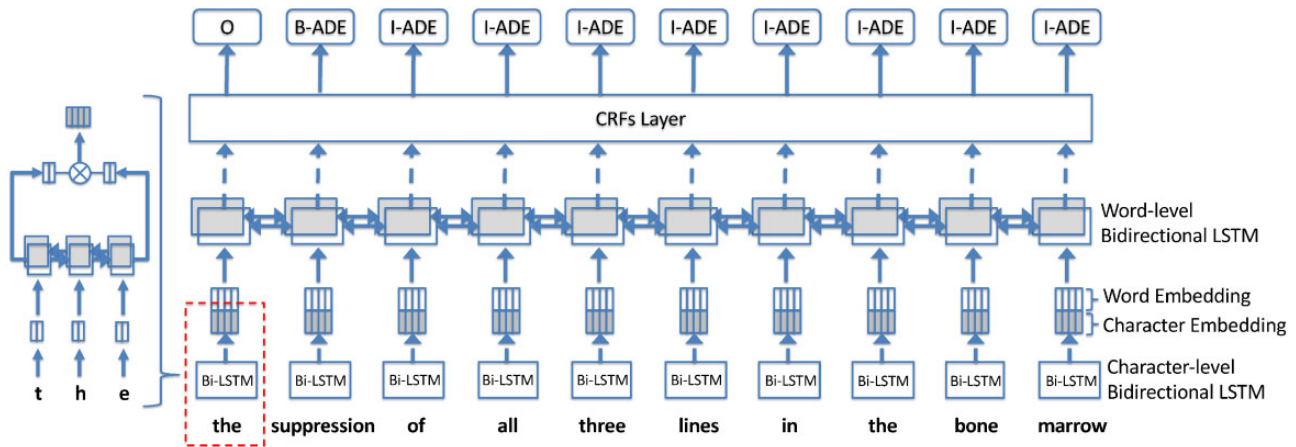 O B-ADE I-ADE I-ADE I-ADE I-ADE I-ADE I-ADE I-ADE I-ADE
CRFs Layer
Word-level
Bidirectional LSTM
Word Embedding
Character Embedding
Bi-LSTM Bi-LSTM Bi-LSTM Bi-LSTM Bi-LSTM Bi-LSTM Bi-LSTM Bi-LSTM Bi-LSTM Bi-LSTM
Character-level
Bidirectional LSTM
t h e
the suppression of all three lines in the bone marrow